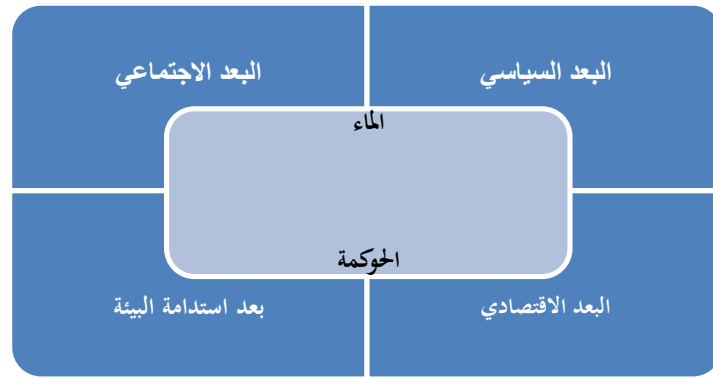 البعد السياسي
البعد الاجتماعي
الماء
الحوكمة
البعد الاقتصادي
بعد استدامة البيئة